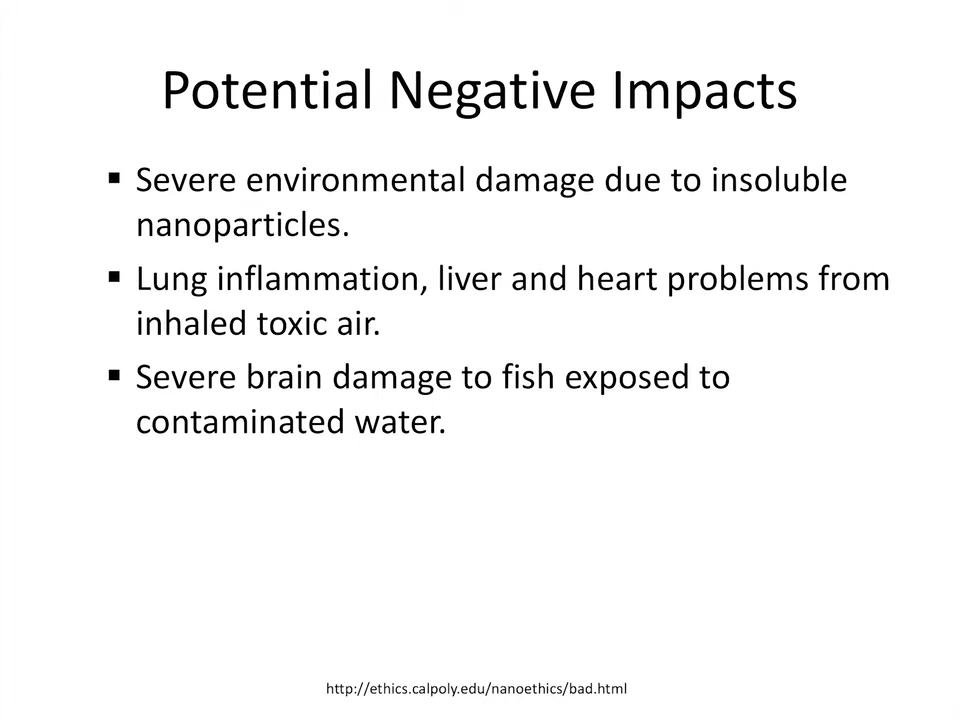 Potential Negative Impacts
▪ Severe environmental damage due to insoluble
nanoparticles.
▪ Lung inflammation, liver and heart problems from
inhaled toxic air.
▪ Severe brain damage to fish exposed to
contaminated water.
http://ethics.calpoly.edu/nanoethics/bad.html